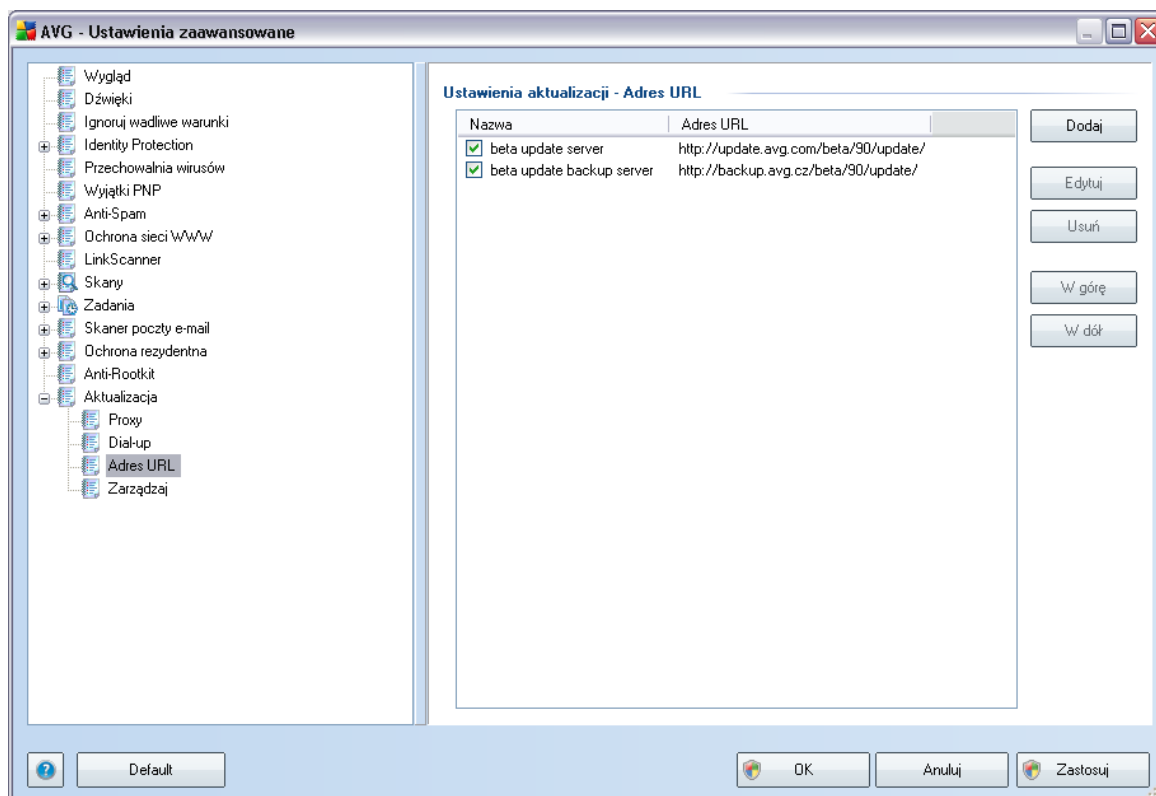 AVG - Ustawienia zaawansowane
Wygląd
Dźwięki
Ignoruj wadliwe warunki
Identity Protection
Przechowalnia wirusów
Wyjątki PNP
Anti-Spam
Ochrona sieci WWW
LinkScanner
Skany
Zadania
Skaner poczty e-mail
Ochrona rezydentna
Anti-Rootkit
Aktualizacja
Proxy
Dial-up
Adres URL
Zarządzaj
Ustawienia aktualizacji - Adres URL
Nazwa Adres URL
beta update server http://update.avg.com/beta/90/update/
beta update backup server http://backup.avg.cz/beta/90/update/
Dodaj
Edytuj
Usuń
W górę
W dół
? Default OK Anuluj Zastosuj